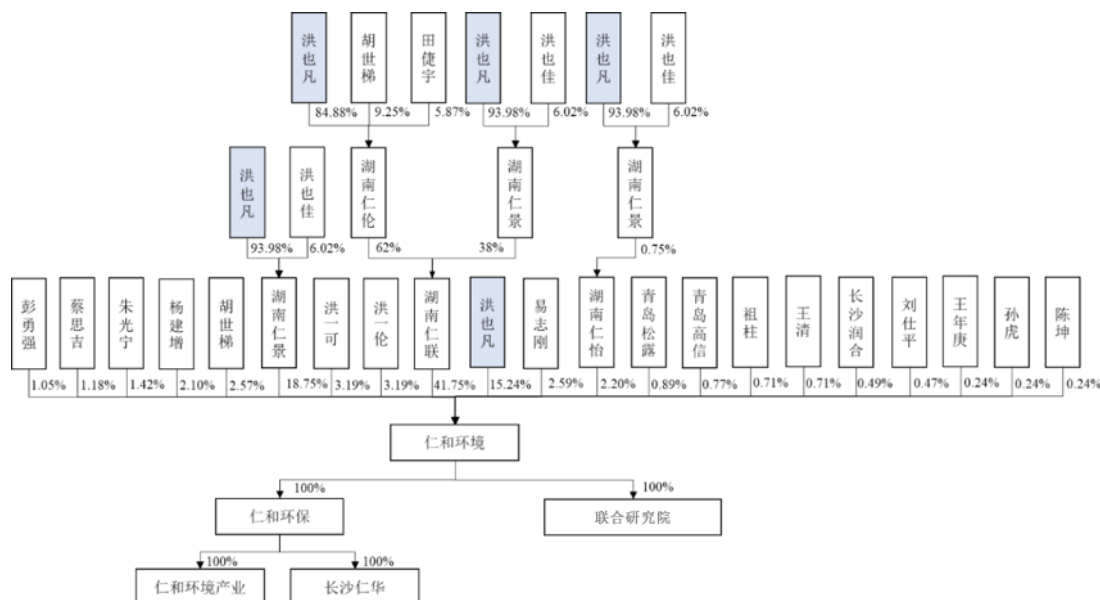 洪也凡
胡世梯
田倢宇
洪也凡
洪也佳
洪也凡
洪也佳
84.88%
9.25%
5.87%
93.98%
6.02%
93.98%
6.02%
洪也凡
洪也佳
湖南仁伦
湖南仁景
湖南仁景
93.98%
6.02%
62%
38%
0.75%
彭勇强
蔡思吉
朱光宁
杨建增
胡世梯
湖南仁景
洪一可
洪一伦
湖南仁联
洪也凡
易志刚
湖南仁怡
青岛松露
青岛高信
祖柱
王清
长沙润合
刘仕平
王年庚
孙虎
陈坤
1.05%
1.18%
1.42%
2.10%
2.57%
18.75%
3.19%
3.19%
41.75%
15.24%
2.59%
2.20%
0.89%
0.77%
0.71%
0.71%
0.49%
0.47%
0.24%
0.24%
0.24%
仁和环境
100%
100%
仁和环保
联合研究院
100%
100%
仁和环境产业
长沙仁华